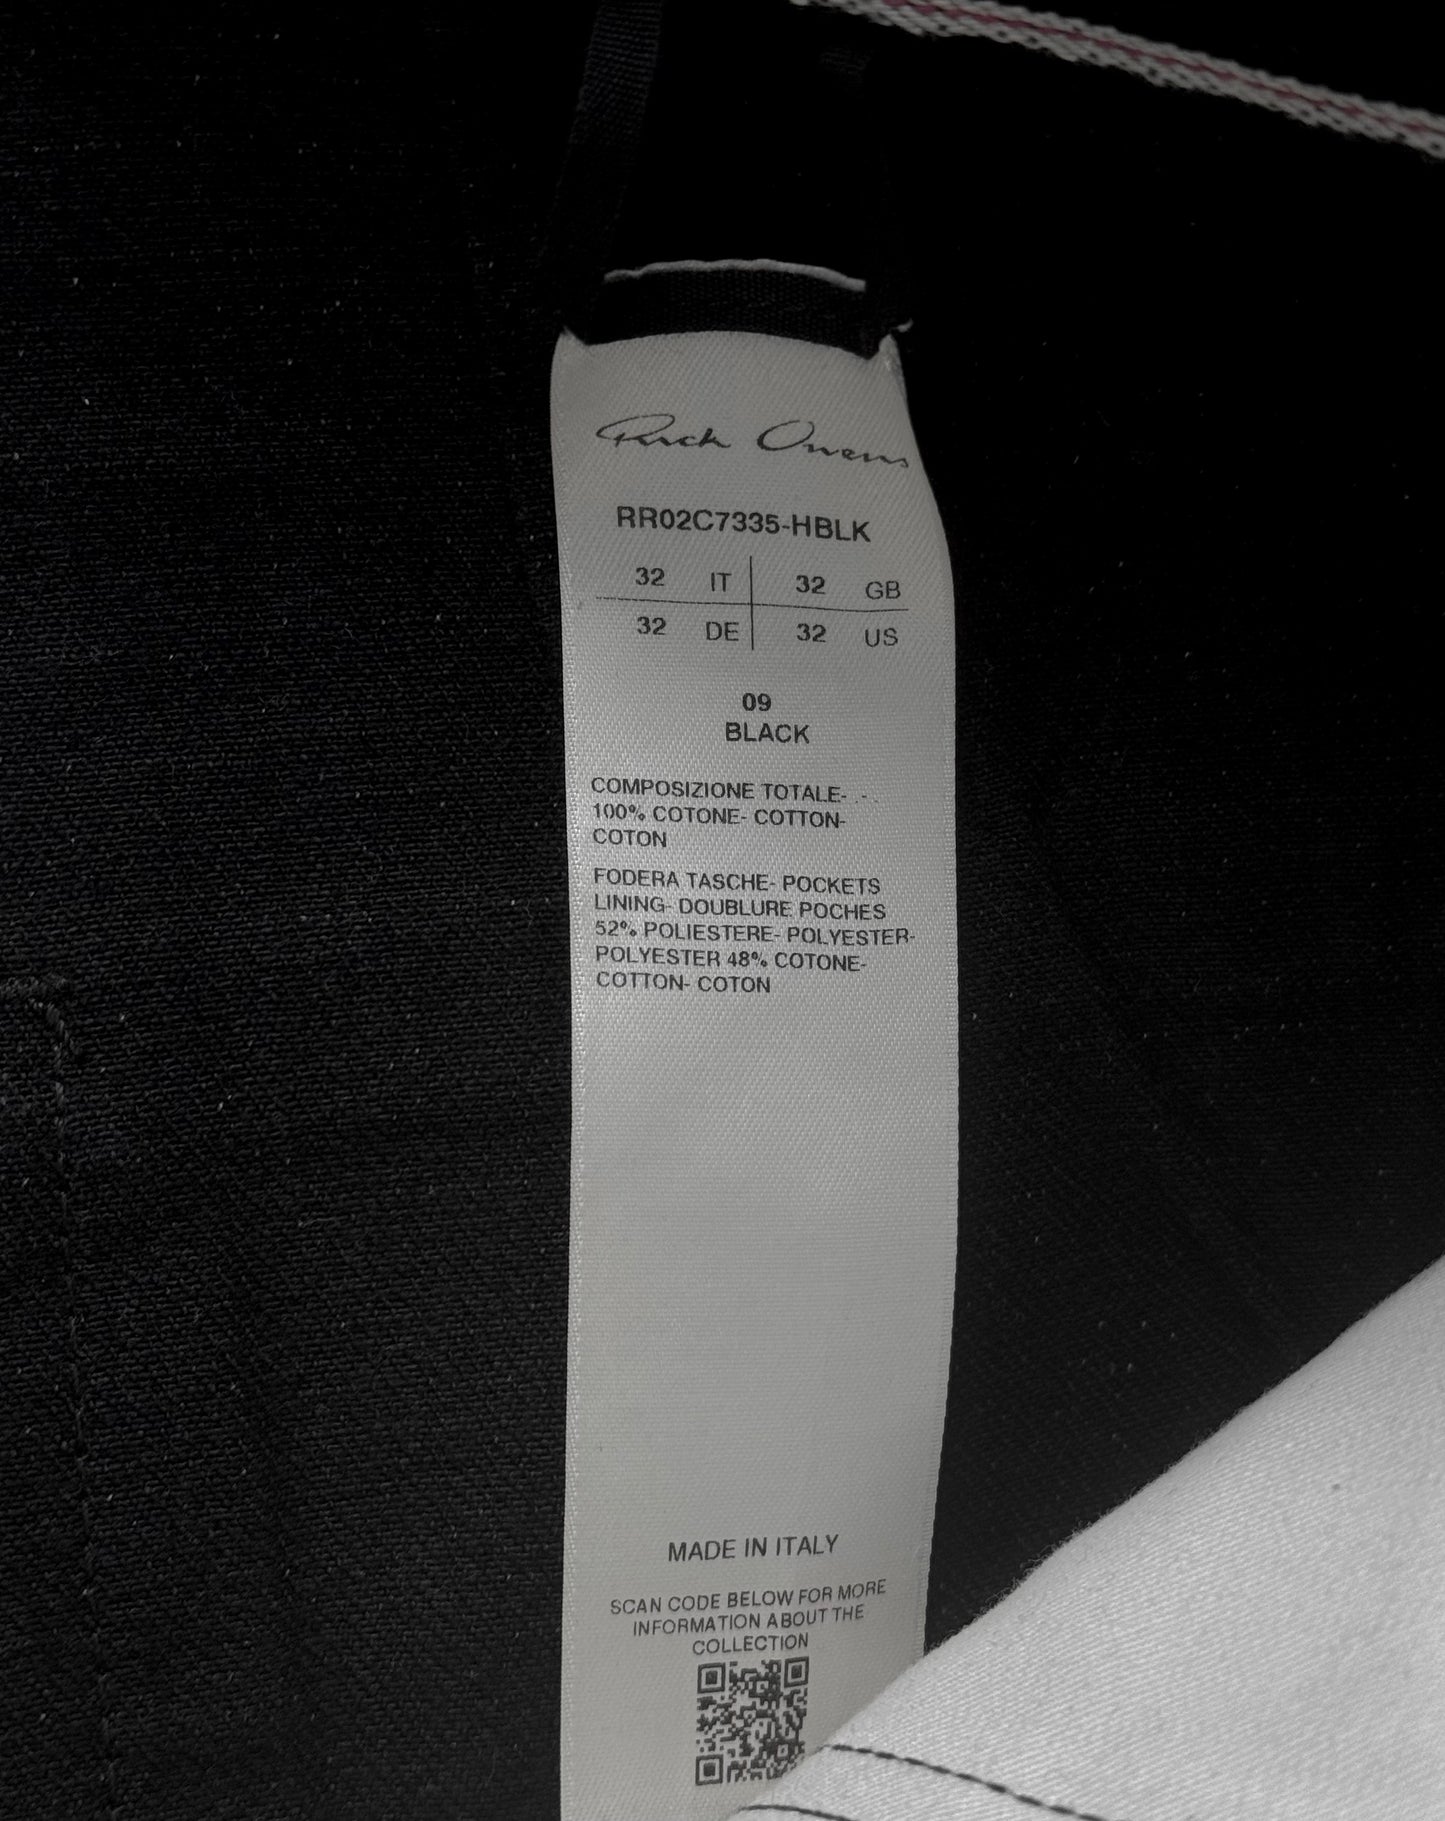 Rick Owens
RR02C7335-HBLK
32 IT 32 GB
32 DE 32 US
09
BLACK
COMPOSIZIONE TOTALE- - -
100% COTONE- COTTON-
COTON
FODERA TASCHE- POCKETS
LINING- DOUBLURE POCHES
52% POLIESTERE- POLYESTER-
POLYESTER 48% COTONE-
COTTON- COTON
MADE IN ITALY
SCAN CODE BELOW FOR MORE
INFORMATION ABOUT THE
COLLECTION